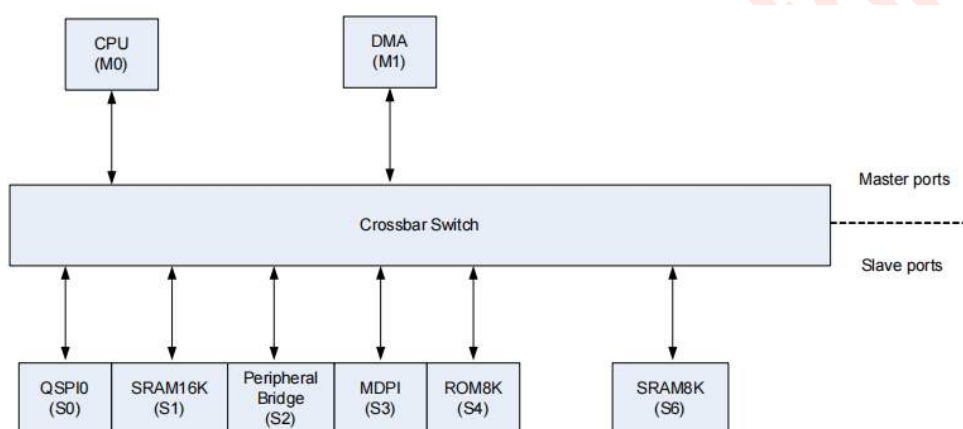 CPU
(M0)
DMA
(M1)
Master ports
Crossbar Switch
Slave ports
QSPI0
(S0)
SRAM16K
(S1)
Peripheral
Bridge
(S2)
MDPI
(S3)
ROM8K
(S4)
SRAM8K
(S6)